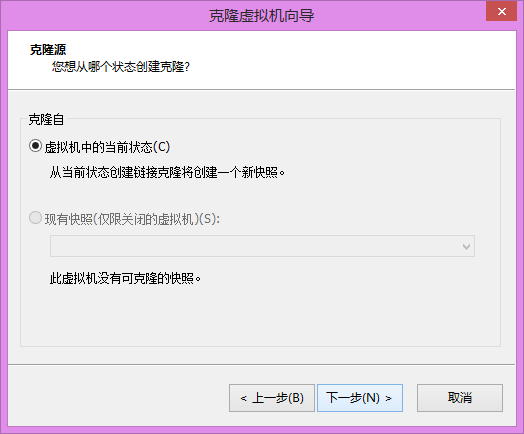 克隆虚拟机向导
克隆源
您想从哪个状态创建克隆?
克隆自
虚拟机中的当前状态(C)
从当前状态创建链接克隆将创建一个新快照。
现有快照(仅限关闭的虚拟机)(S):
此虚拟机没有可克隆的快照。
< 上一步(B)
下一步(N) >
取消